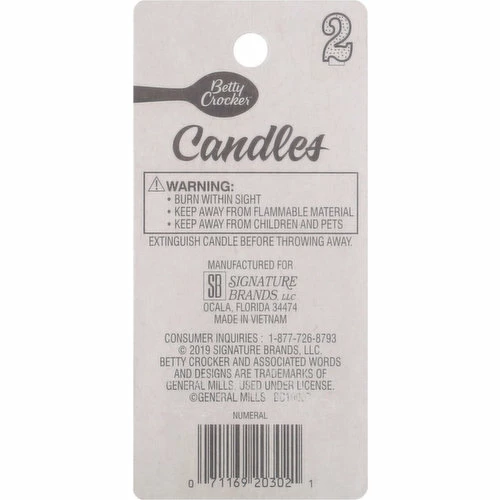 2
Betty
Crocker
Candles
WARNING:
• BURN WITHIN SIGHT
• KEEP AWAY FROM FLAMMABLE MATERIAL
• KEEP AWAY FROM CHILDREN AND PETS
EXTINGUISH CANDLE BEFORE THROWING AWAY.
MANUFACTURED FOR
SB SIGNATURE
BRANDS, LLC
OCALA, FLORIDA 34474
MADE IN VIETNAM
CONSUMER INQUIRIES : 1-877-726-8793
© 2019 SIGNATURE BRANDS, LLC.
BETTY CROCKER AND ASSOCIATED WORDS
AND DESIGNS ARE TRADEMARKS OF
GENERAL MILLS. USED UNDER LICENSE.
©GENERAL MILLS
NUMERAL
0 71169 20302 1